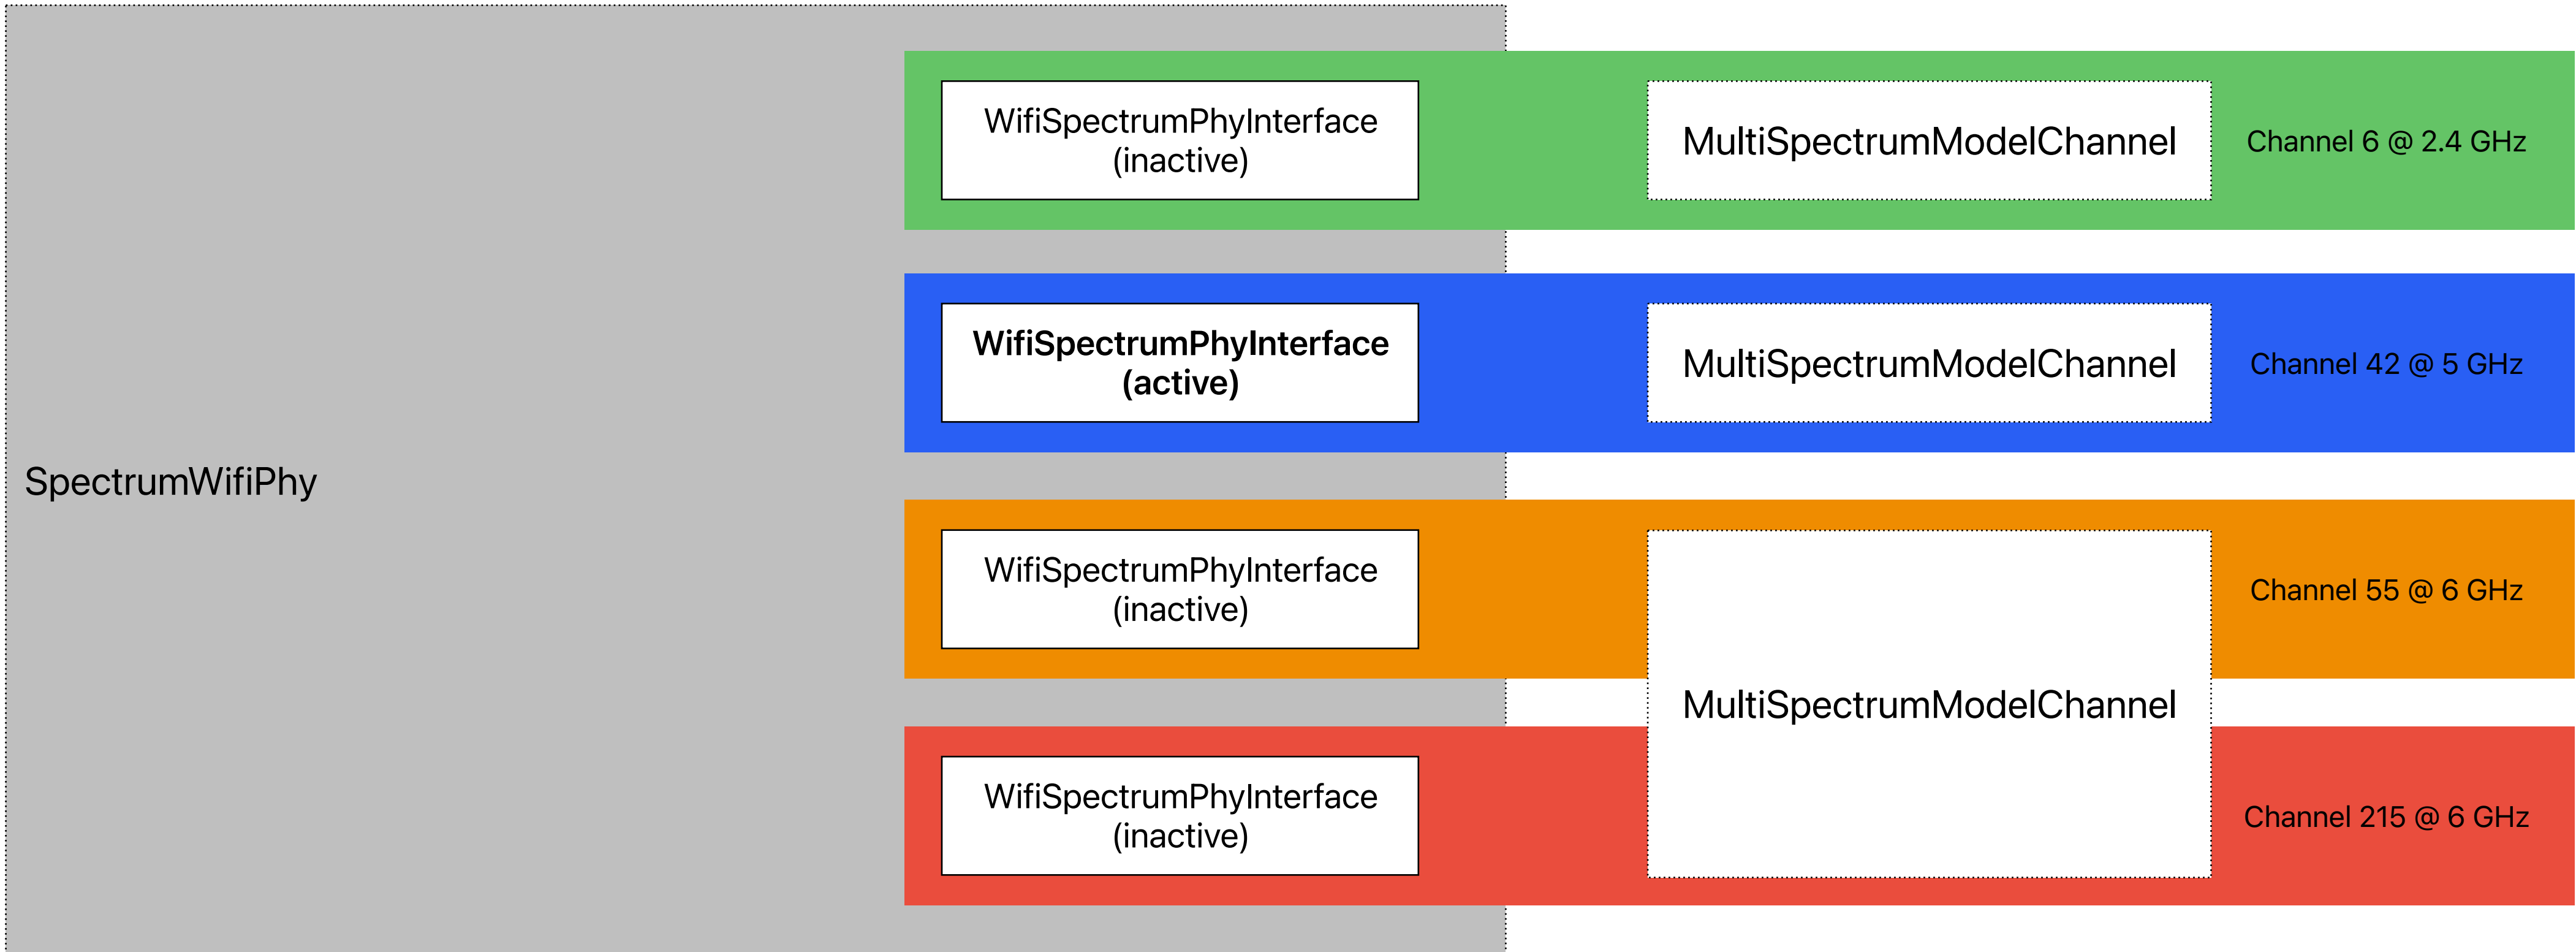 WifiSpectrumPhyInterface
(inactive)
MultiSpectrumModelChannel
Channel 6 @ 2.4 GHz
WifiSpectrumPhyInterface
(active)
MultiSpectrumModelChannel
Channel 42 @ 5 GHz
SpectrumWifiPhy
WifiSpectrumPhyInterface
(inactive)
Channel 55 @ 6 GHz
MultiSpectrumModelChannel
WifiSpectrumPhyInterface
(inactive)
Channel 215 @ 6 GHz